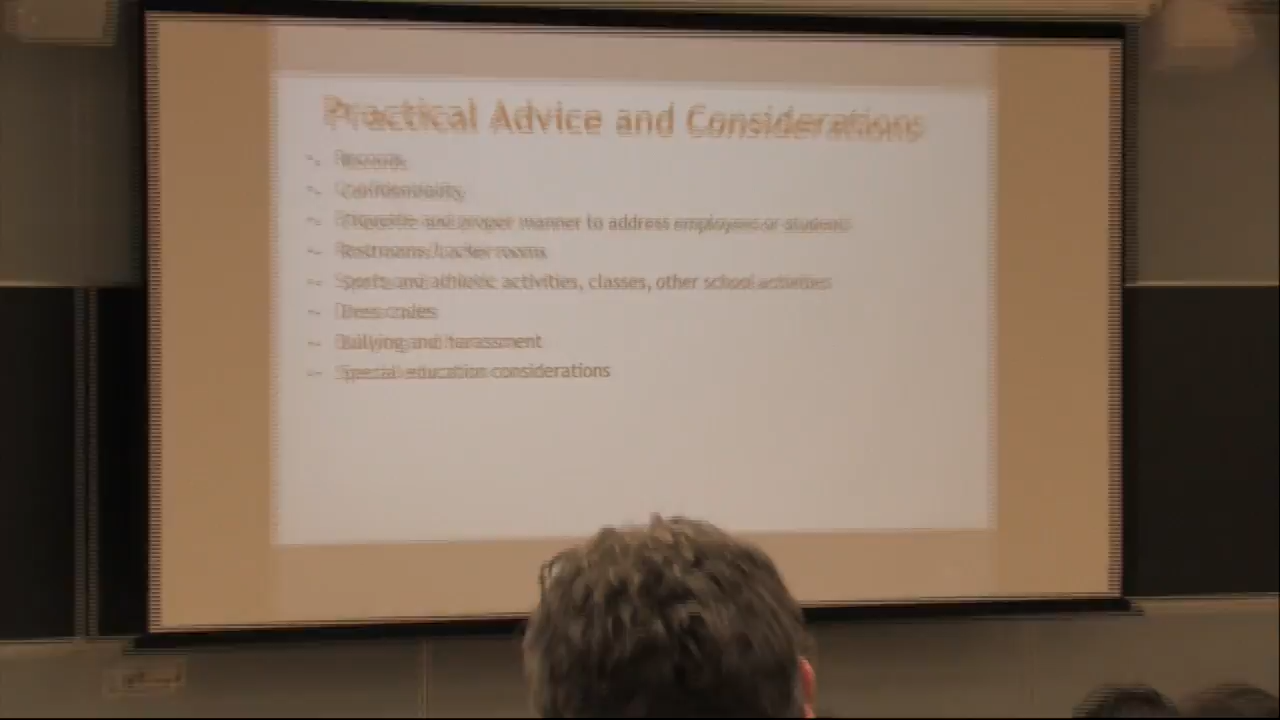 Practical Advice and Considerations
Records
Confidentiality
Etiquette and proper manner to address employees or students
Restrooms/locker rooms
Sports and athletic activities, classes, other school activities
Dress codes
Bullying and harassment
Special education considerations